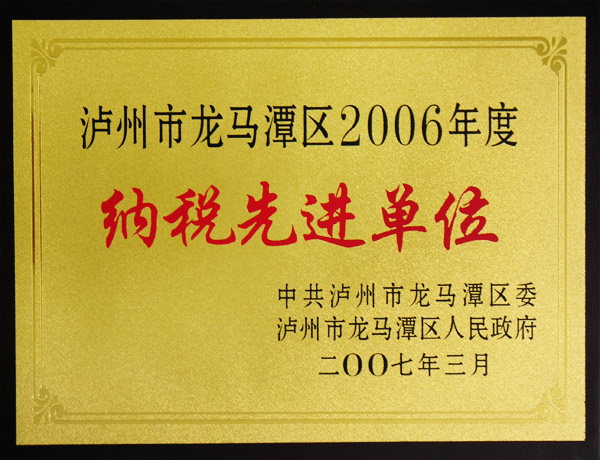 泸州市龙马潭区2006年度
纳税先进单位
中共泸州市龙马潭区委
泸州市龙马潭区人民政府
二〇〇七年三月